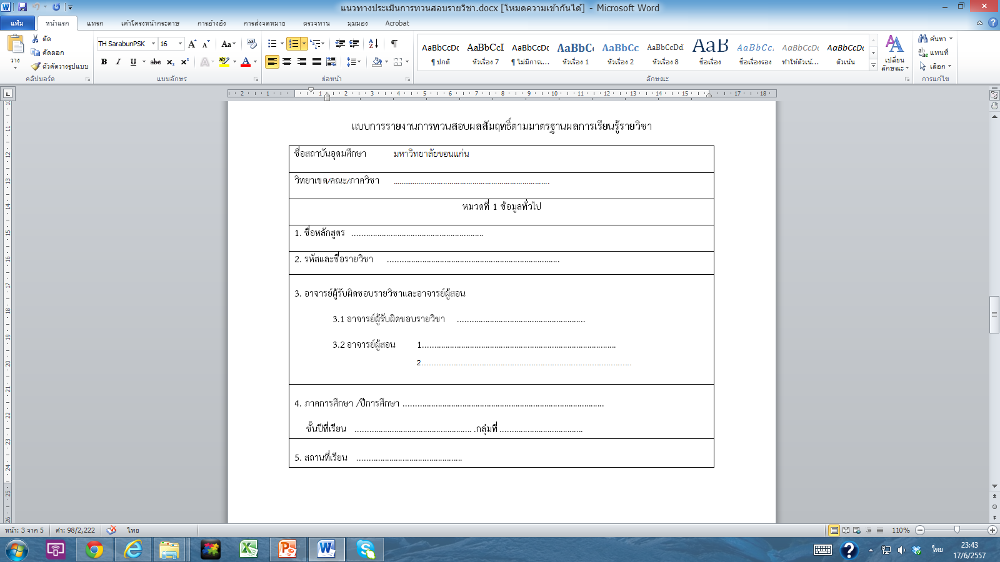 แนวทางประเมินการทวนสอบรายวิชา.docx [โหมดความเข้ากันได้] - Microsoft Word
แฟ้ม หน้าแรก แทรก เค้าโครงหน้ากระดาษ การอ้างอิง การส่งจดหมาย ตรวจทาน มุมมอง Acrobat
วาง
ตัด
คัดลอก
ตัวคัดวางรูปแบบ
คลิปบอร์ด
TH SarabunPSK 16
แบบอักษร
ย่อหน้า
AaBbCcDc AaBbCcI AaBbCcDc AaBbCc AaBbCc AaBbCcDd AaB AaBbCc. AaBbCcDc AaBbCcDc
¶ ปกติ หัวเรื่อง 7 ¶ ไม่มีการเ... หัวเรื่อง 1 หัวเรื่อง 2 หัวเรื่อง 8 ชื่อเรื่อง ชื่อเรื่องรอง ทำให้ตัวเน้... ตัวเน้น
ลักษณะ
เปลี่ยนลักษณะ
ค้นหา
แทนที่
เลือก
การแก้ไข
แบบการรายงานการทวนสอบผลสัมฤทธิ์ตามมาตรฐานผลการเรียนรู้รายวิชา
ชื่อสถาบันอุดมศึกษา มหาวิทยาลัยขอนแก่น
วิทยาเขต/คณะ/ภาควิชา ................................................................................
หมวดที่ 1 ข้อมูลทั่วไป
1. ชื่อหลักสูตร ............................................................
2. รหัสและชื่อรายวิชา ......................................................................
3. อาจารย์ผู้รับผิดชอบรายวิชาและอาจารย์ผู้สอน
3.1 อาจารย์ผู้รับผิดชอบรายวิชา ..........................................................
3.2 อาจารย์ผู้สอน 1...............................................................................
2...............................................................................
4. ภาคการศึกษา /ปีการศึกษา ..................................................................................
ชั้นปีที่เรียน ................................................ .กลุ่มที่ ..................................
5. สถานที่เรียน ...........................................
หน้า: 3 จาก 5 คำ: 98/2,222 ไทย 110%
ไทย 23:43
17/6/2557